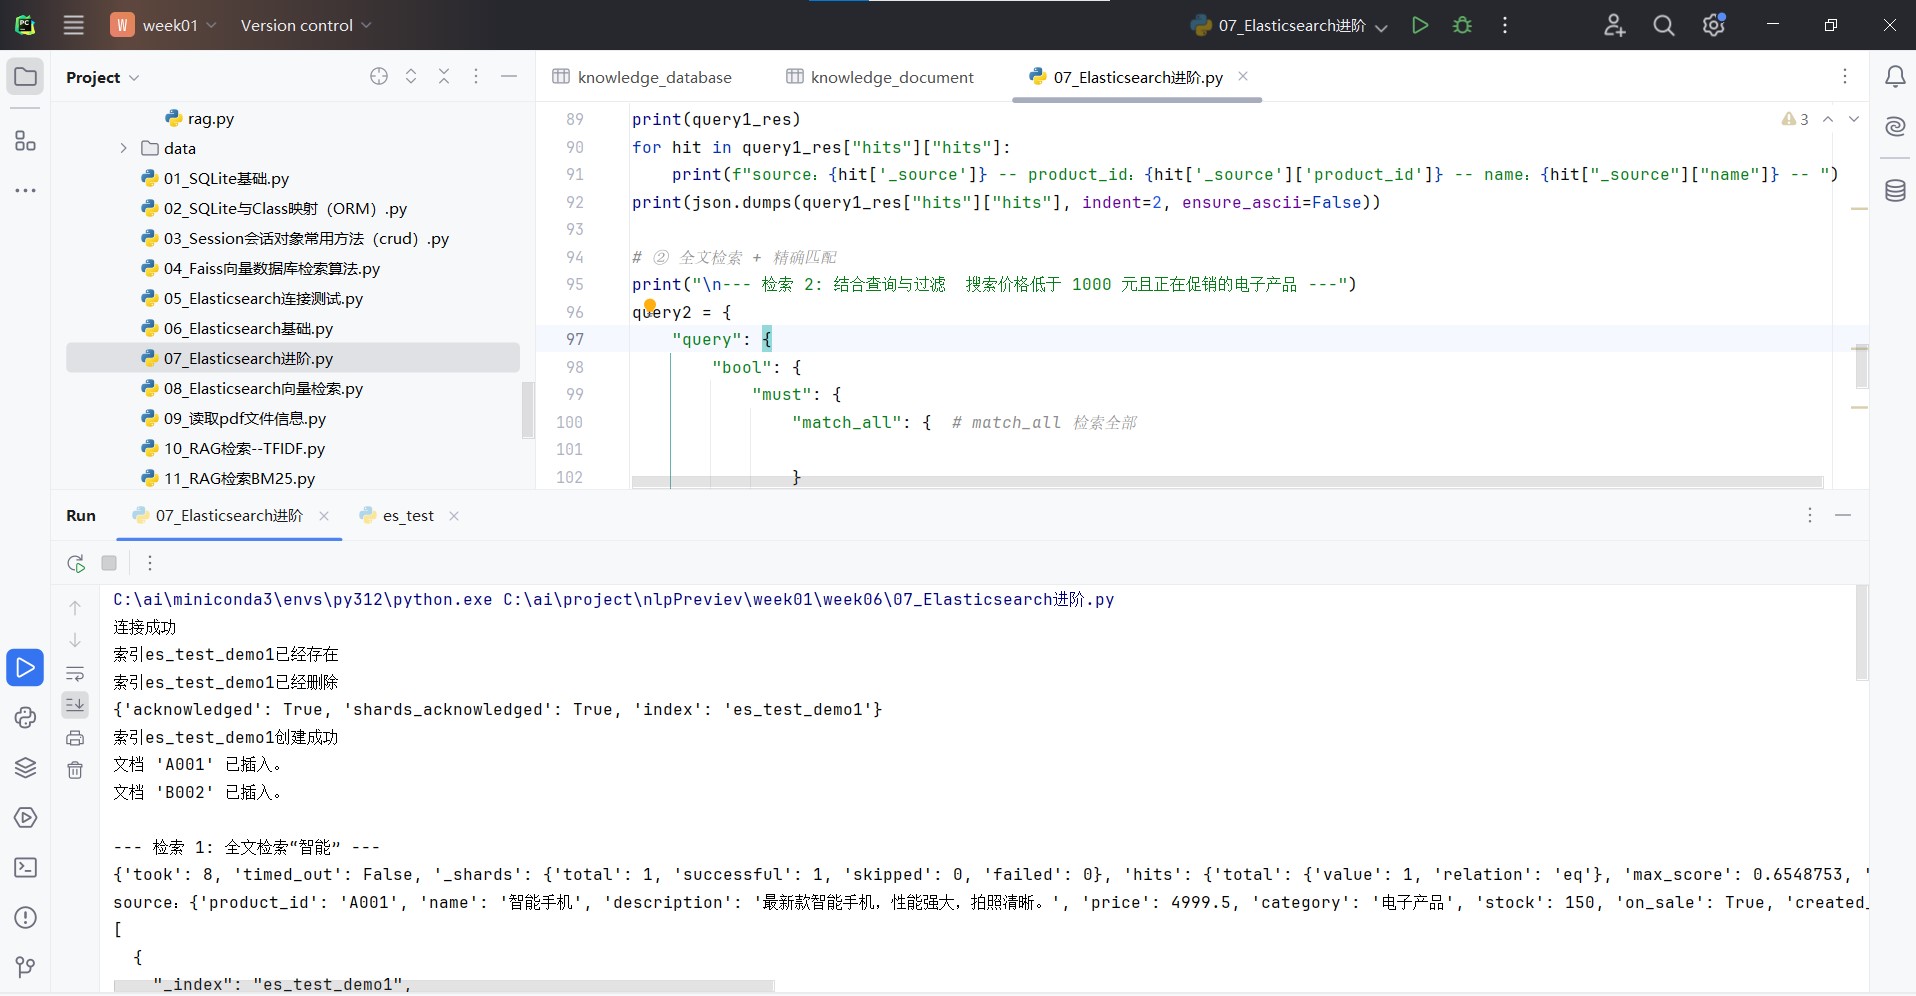 W week01 Version control 07_Elasticsearch进阶
Project
rag.py
data
01_SQLite基础.py
02_SQLite与Class映射（ORM）.py
03_Session会话对象常用方法（crud）.py
04_Faiss向量数据库检索算法.py
05_Elasticsearch连接测试.py
06_Elasticsearch基础.py
07_Elasticsearch进阶.py
08_Elasticsearch向量检索.py
09_读取pdf文件信息.py
10_RAG检索--TFIDF.py
11_RAG检索BM25.py
knowledge_database knowledge_document 07_Elasticsearch进阶.py
3
89 print(query1_res)
90 for hit in query1_res["hits"]["hits"]:
91 print(f"source: {hit['_source']} -- product_id: {hit['_source']['product_id']} -- name: {hit["_source"]["name"]} -- ")
92 print(json.dumps(query1_res["hits"]["hits"], indent=2, ensure_ascii=False))
93
94 # ② 全文检索 + 精确匹配
95 print("\n--- 检索 2: 结合查询与过滤  搜索价格低于 1000 元且正在促销的电子产品 ---")
96 query2 = {
97 "query": {
98 "bool": {
99 "must": {
100 "match_all": {  # match_all 检索全部
101
102 }
Run 07_Elasticsearch进阶 es_test
C:\ai\miniconda3\envs\py312\python.exe C:\ai\project\nlpPreviev\week01\week06\07_Elasticsearch进阶.py
连接成功
索引es_test_demo1已经存在
索引es_test_demo1已经删除
{'acknowledged': True, 'shards_acknowledged': True, 'index': 'es_test_demo1'}
索引es_test_demo1创建成功
文档 'A001' 已插入。
文档 'B002' 已插入。
--- 检索 1: 全文检索“智能” ---
{'took': 8, 'timed_out': False, '_shards': {'total': 1, 'successful': 1, 'skipped': 0, 'failed': 0}, 'hits': {'total': {'value': 1, 'relation': 'eq'}, 'max_score': 0.6548753, '
source: {'product_id': 'A001', 'name': '智能手机', 'description': '最新款智能手机，性能强大，拍照清晰。', 'price': 4999.5, 'category': '电子产品', 'stock': 150, 'on_sale': True, 'created_
[
{
"_index": "es_test_demo1",